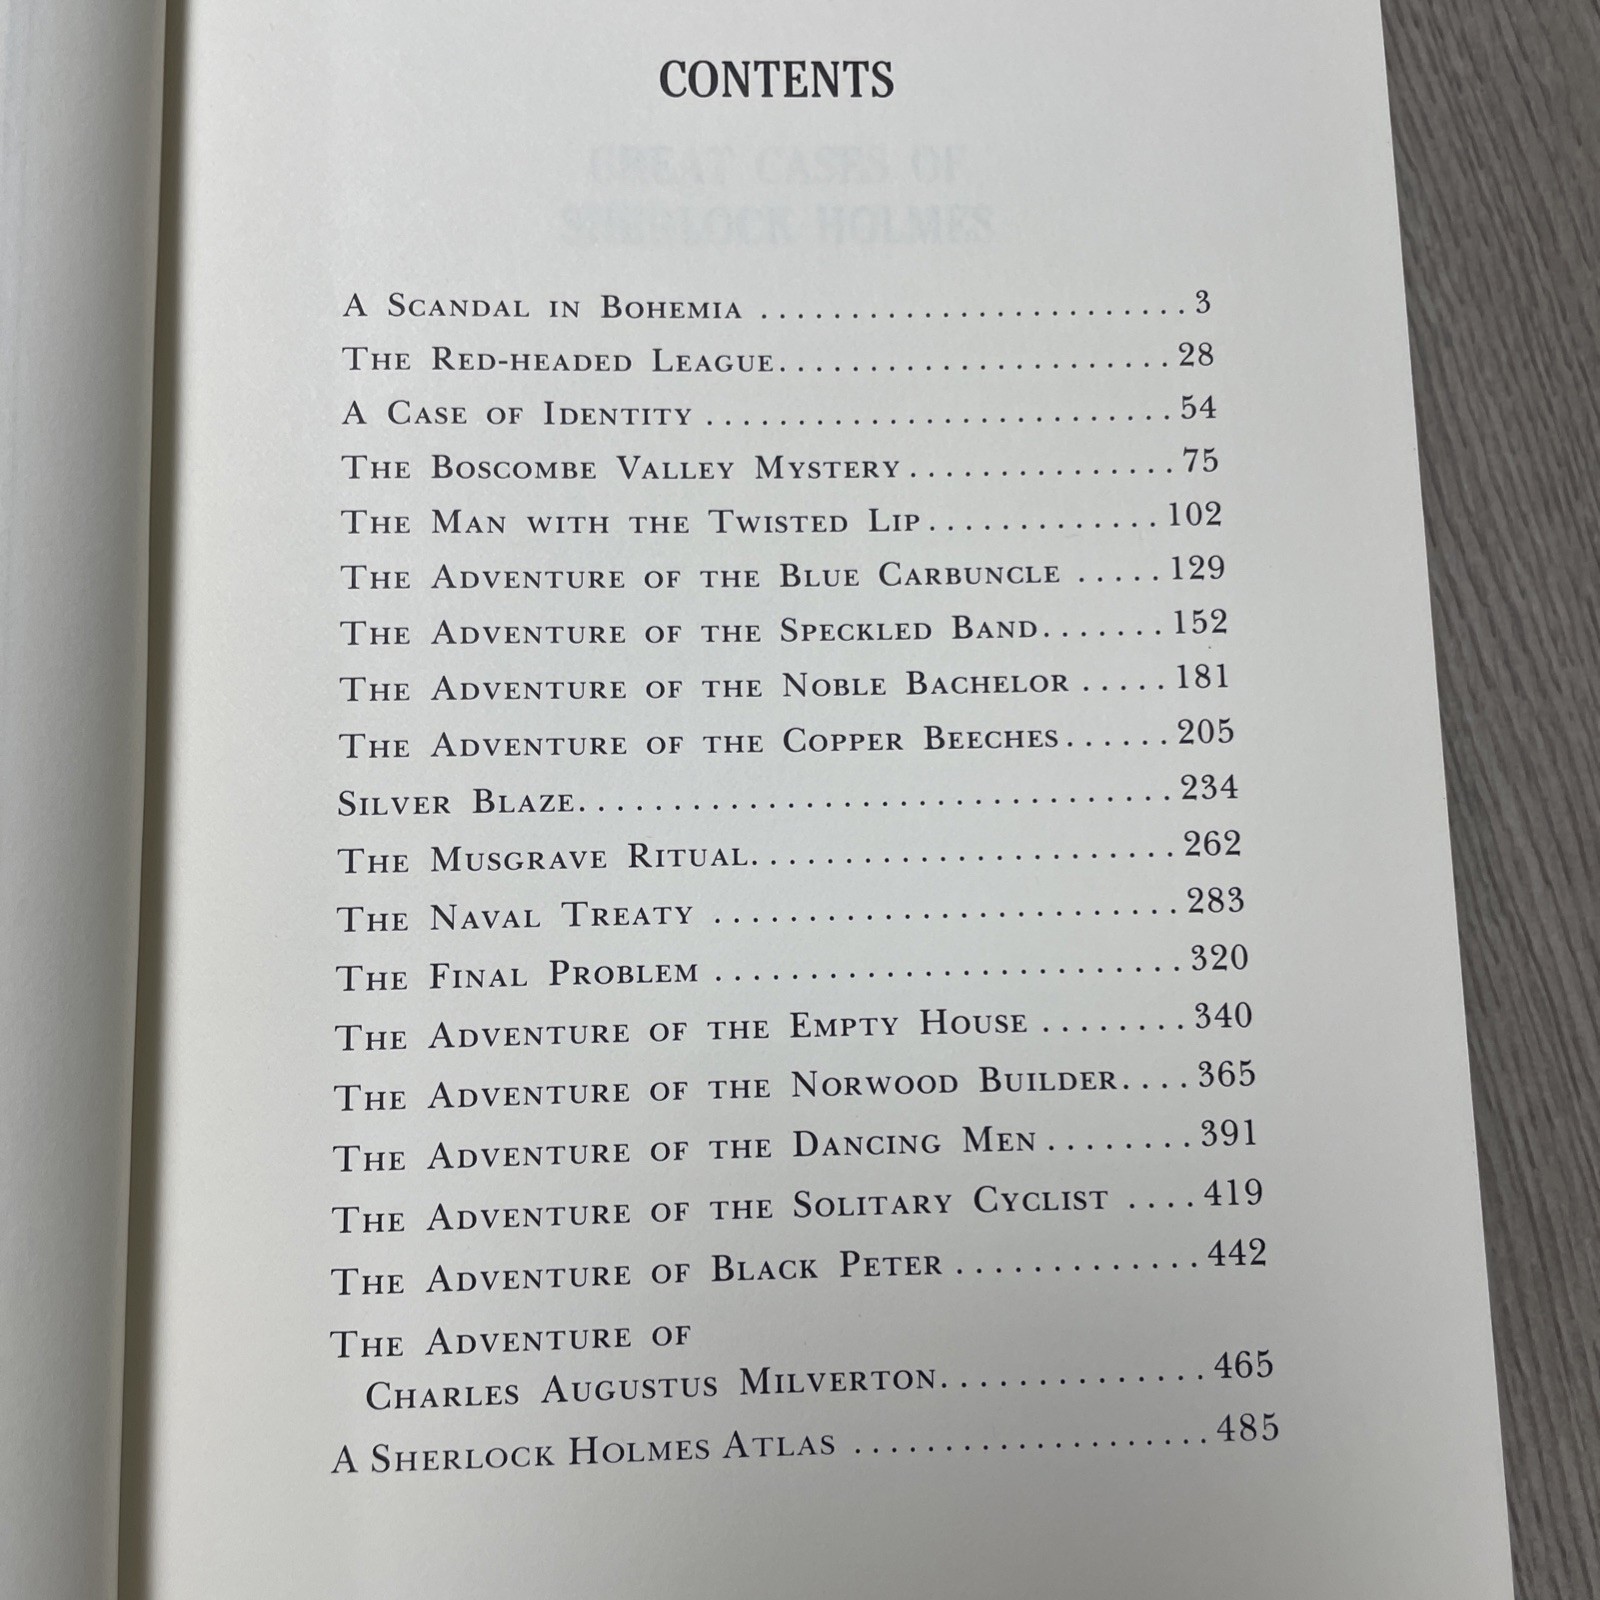 CONTENTS
GREAT CASES OF
SHERLOCK HOLMES
A Scandal in Bohemia . . . . . . . . . . . . . . . . . . . . . . . . 3
The Red-headed League. . . . . . . . . . . . . . . . . . . . . . 28
A Case of Identity . . . . . . . . . . . . . . . . . . . . . . . . . . 54
The Boscombe Valley Mystery . . . . . . . . . . . . . . . 75
The Man with the Twisted Lip . . . . . . . . . . . . . 102
The Adventure of the Blue Carbuncle . . . . . 129
The Adventure of the Speckled Band. . . . . . . 152
The Adventure of the Noble Bachelor . . . . . 181
The Adventure of the Copper Beeches. . . . . . 205
Silver Blaze. . . . . . . . . . . . . . . . . . . . . . . . . . . . . . . . . 234
The Musgrave Ritual. . . . . . . . . . . . . . . . . . . . . . . 262
The Naval Treaty . . . . . . . . . . . . . . . . . . . . . . . . . 283
The Final Problem . . . . . . . . . . . . . . . . . . . . . . . . . 320
The Adventure of the Empty House . . . . . . . . 340
The Adventure of the Norwood Builder. . . . 365
The Adventure of the Dancing Men . . . . . . . . 391
The Adventure of the Solitary Cyclist . . . . 419
The Adventure of Black Peter . . . . . . . . . . . . . 442
The Adventure of
Charles Augustus Milverton. . . . . . . . . . . . . . 465
A Sherlock Holmes Atlas . . . . . . . . . . . . . . . . . . . . 485